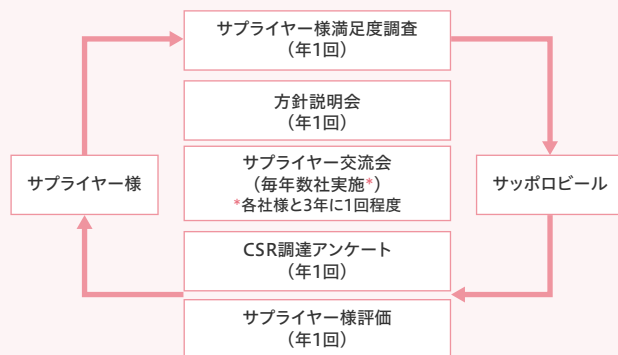 サプライヤー様満足度調査
（年1回）
方針説明会
（年1回）
サプライヤー様
サプライヤー交流会
（毎年数社実施*）
*各社様と3年に1回程度
サッポロビール
CSR調達アンケート
（年1回）
サプライヤー様評価
（年1回）